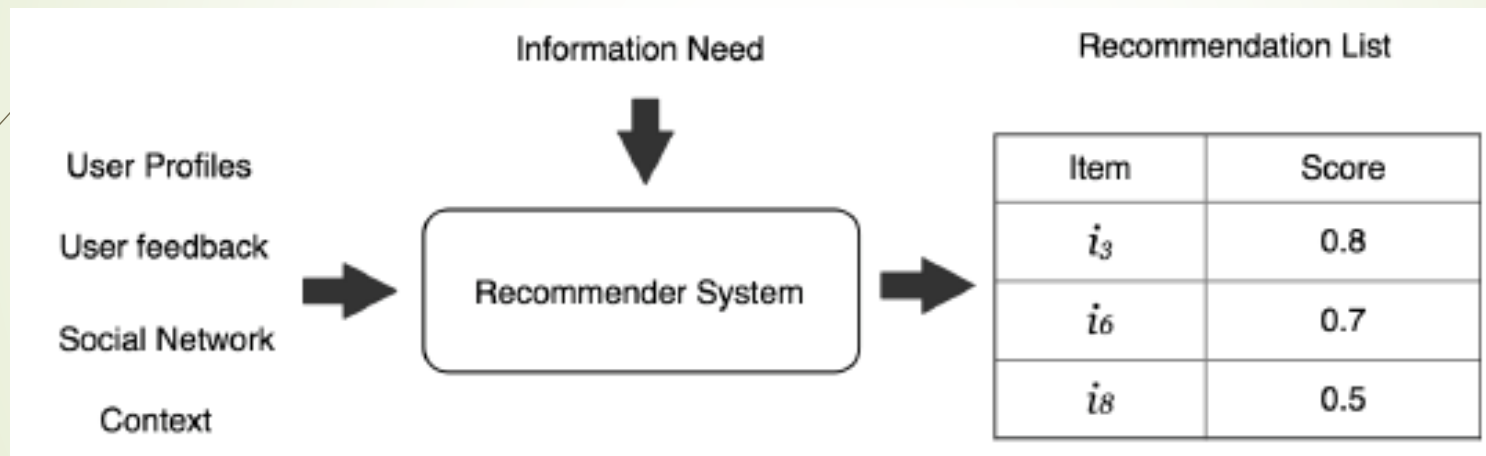 Information Need
Recommendation List
User Profiles
User feedback
Social Network
Context
Recommender System
Item Score
i3 0.8
i6 0.7
i8 0.5